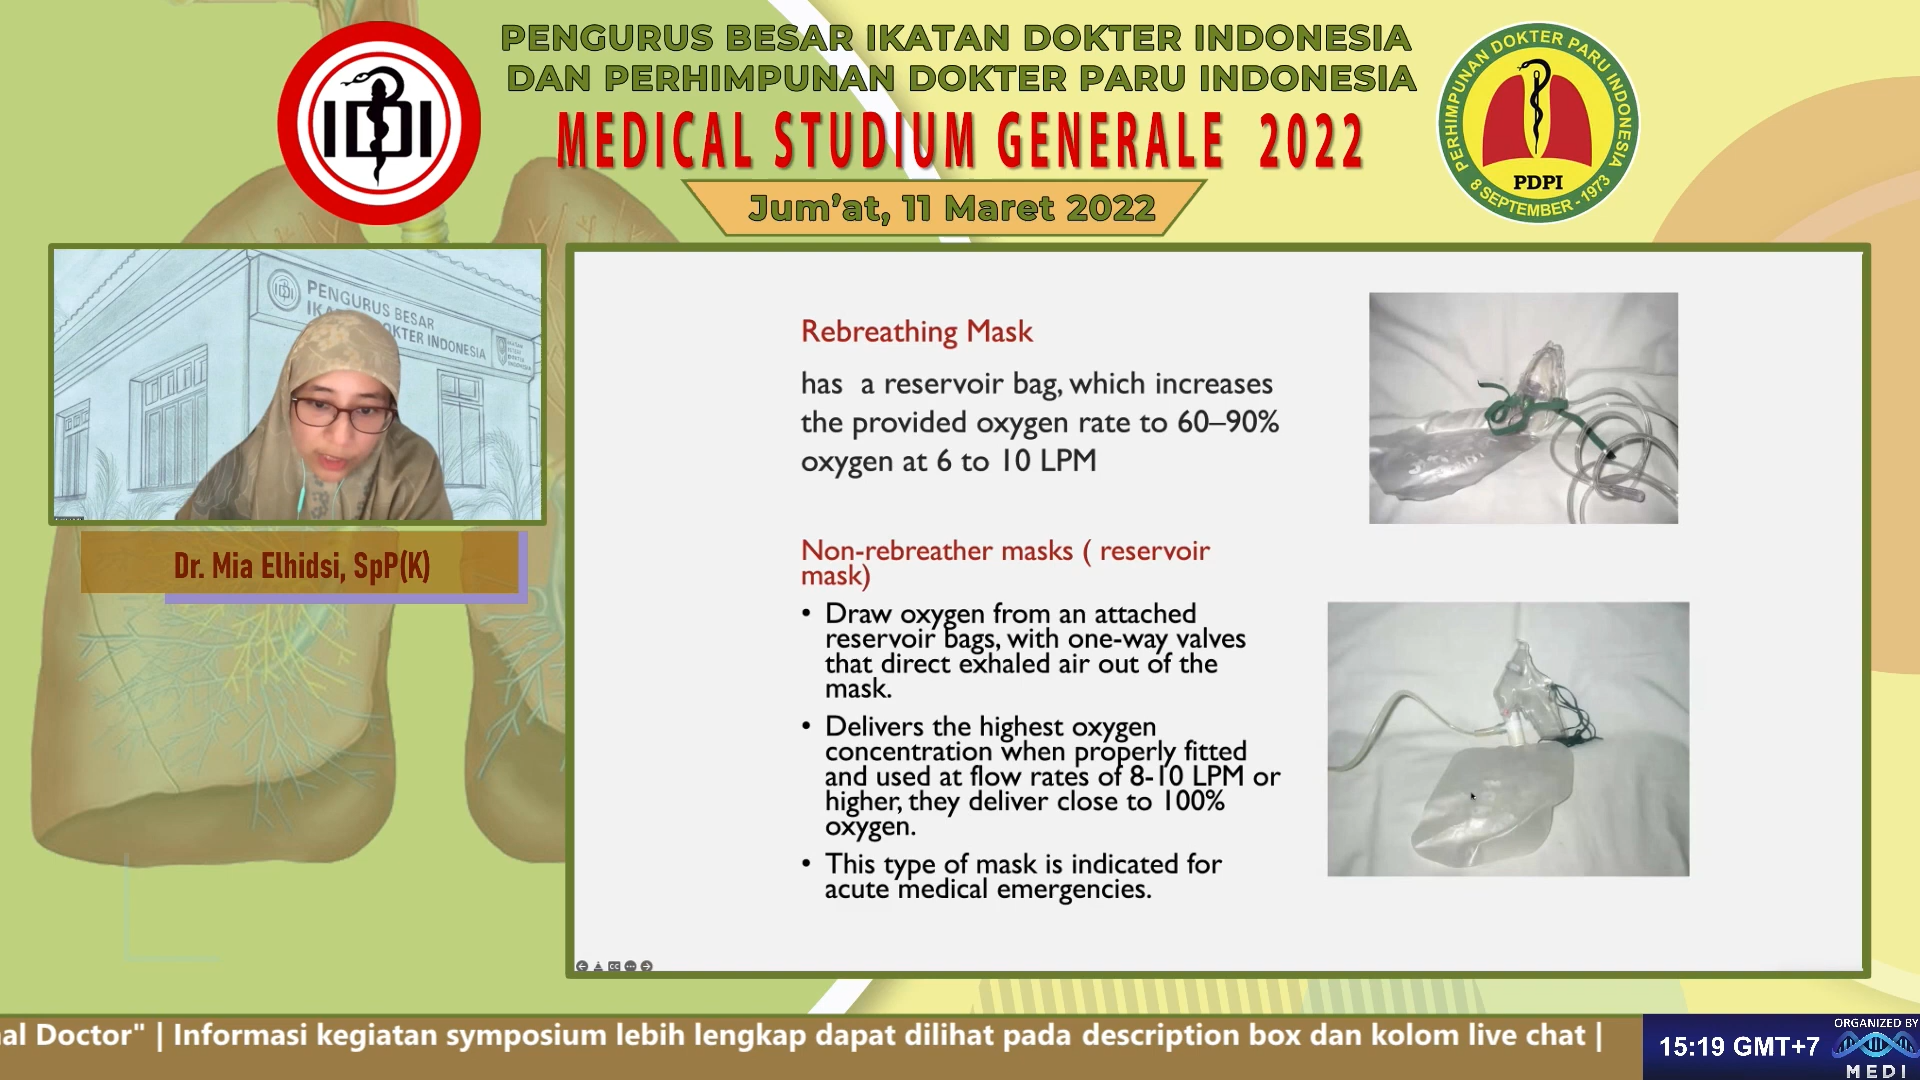 PENGURUS BESAR IKATAN DOKTER INDONESIA
DAN PERHIMPUNAN DOKTER PARU INDONESIA
MEDICAL STUDIUM GENERALE 2022
Jum'at, 11 Maret 2022
IDI
PERHIMPUNAN DOKTER PARU INDONESIA
PDPI
8 SEPTEMBER - 1973
PENGURUS BESAR
DOKTER INDONESIA
Dr. Mia Elhidsi, SpP(K)
Rebreathing Mask
has a reservoir bag, which increases
the provided oxygen rate to 60–90%
oxygen at 6 to 10 LPM
Non-rebreather masks ( reservoir
mask)
• Draw oxygen from an attached
reservoir bags, with one-way valves
that direct exhaled air out of the
mask.
• Delivers the highest oxygen
concentration when properly fitted
and used at flow rates of 8-10 LPM or
higher, they deliver close to 100%
oxygen.
• This type of mask is indicated for
acute medical emergencies.
al Doctor" | Informasi kegiatan symposium lebih lengkap dapat dilihat pada description box dan kolom live chat |
15:19 GMT+7
ORGANIZED BY
MEDI